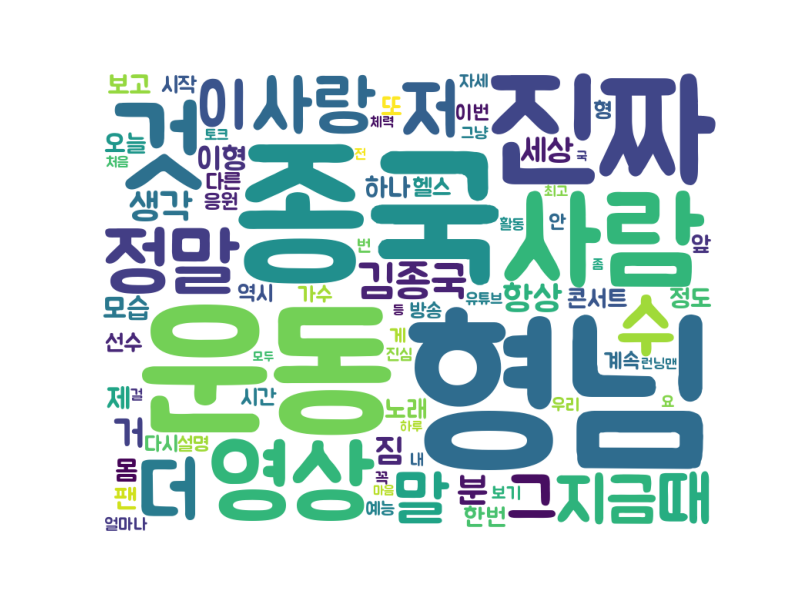 보고 시작 것 이 사랑 또 저 자세 진짜
오늘 토크 체력 이번 형
처음 이형 전 그냥 세상 국
생각 다른 종국 하나 헬스 최고
응원 활동 안 사람
정말 번 좀 앞
모습 역시 가수 김종국 유튜브 항상 콘서트 정도
선수 운동 등 방송 형님 수
모두 게 진심 계속 런닝맨
제 걸 시간 노래 우리 요
거 다시 설명 하루
몸 더 영상 짐 내 분 그 지금 때
팬 꼭 마음 말 보기
얼마나 예능 한번